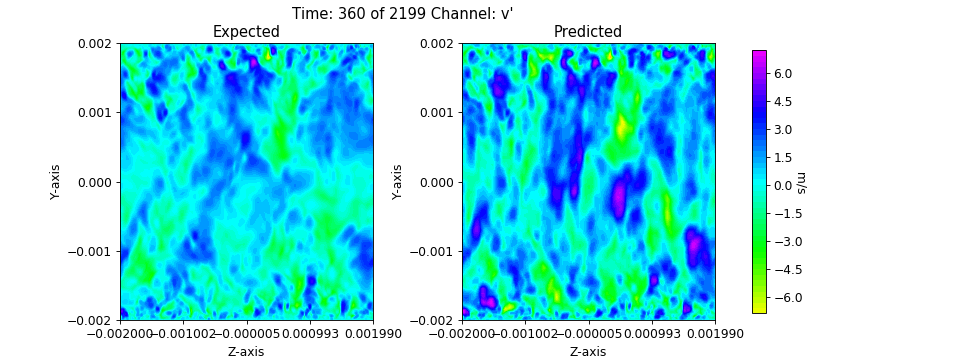 Time: 360 of 2199 Channel: v'
Expected Predicted
0.002 0.001 0.000 −0.001 −0.002
Y-axis
−0.002000 −0.001002 −0.000005 0.000993 0.001990
Z-axis
0.002 0.001 0.000 −0.001 −0.002
Y-axis
−0.002000 −0.001002 −0.000005 0.000993 0.001990
Z-axis
6.0 4.5 3.0 1.5 0.0 −1.5 −3.0 −4.5 −6.0
m/s